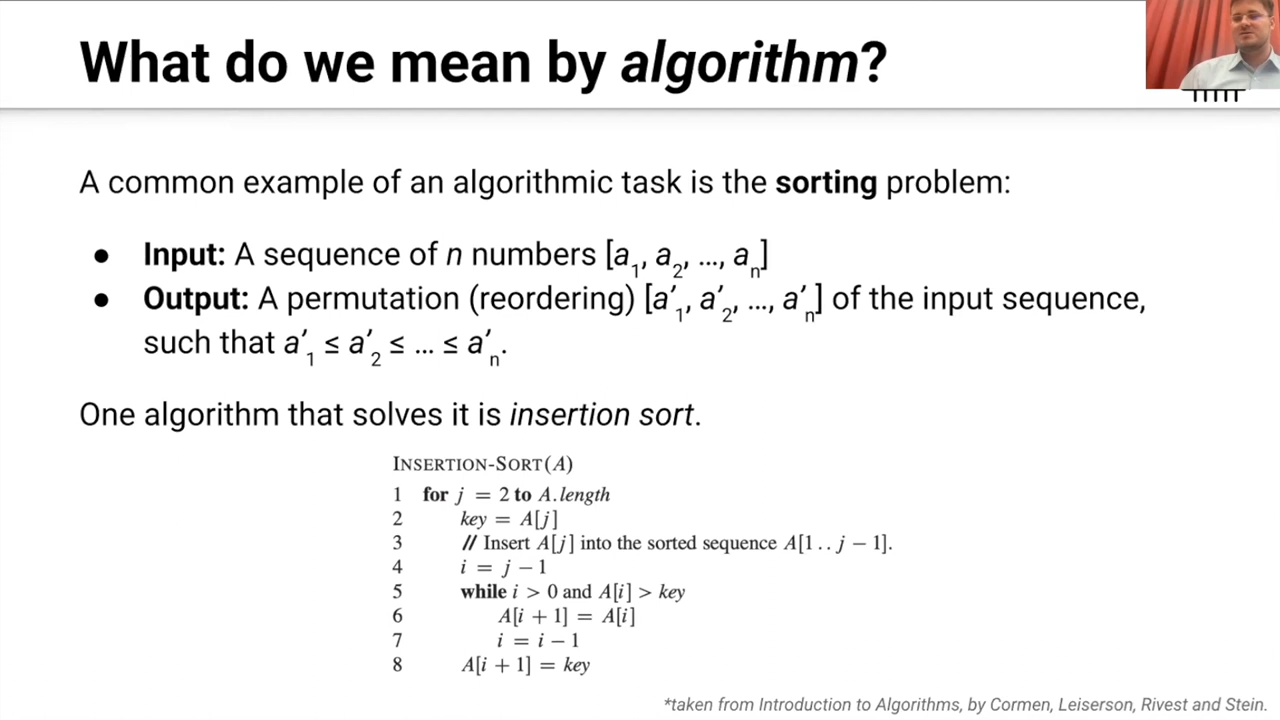 What do we mean by algorithm?
A common example of an algorithmic task is the sorting problem:
● Input: A sequence of n numbers [a₁, a₂, ..., aₙ]
● Output: A permutation (reordering) [a′₁, a′₂, ..., a′ₙ] of the input sequence,
such that a′₁ ≤ a′₂ ≤ ... ≤ a′ₙ.
One algorithm that solves it is insertion sort.
INSERTION-SORT(A)
1 for j = 2 to A.length
2 key = A[j]
3 // Insert A[j] into the sorted sequence A[1 . . j − 1].
4 i = j − 1
5 while i > 0 and A[i] > key
6 A[i + 1] = A[i]
7 i = i − 1
8 A[i + 1] = key
*taken from Introduction to Algorithms, by Cormen, Leiserson, Rivest and Stein.